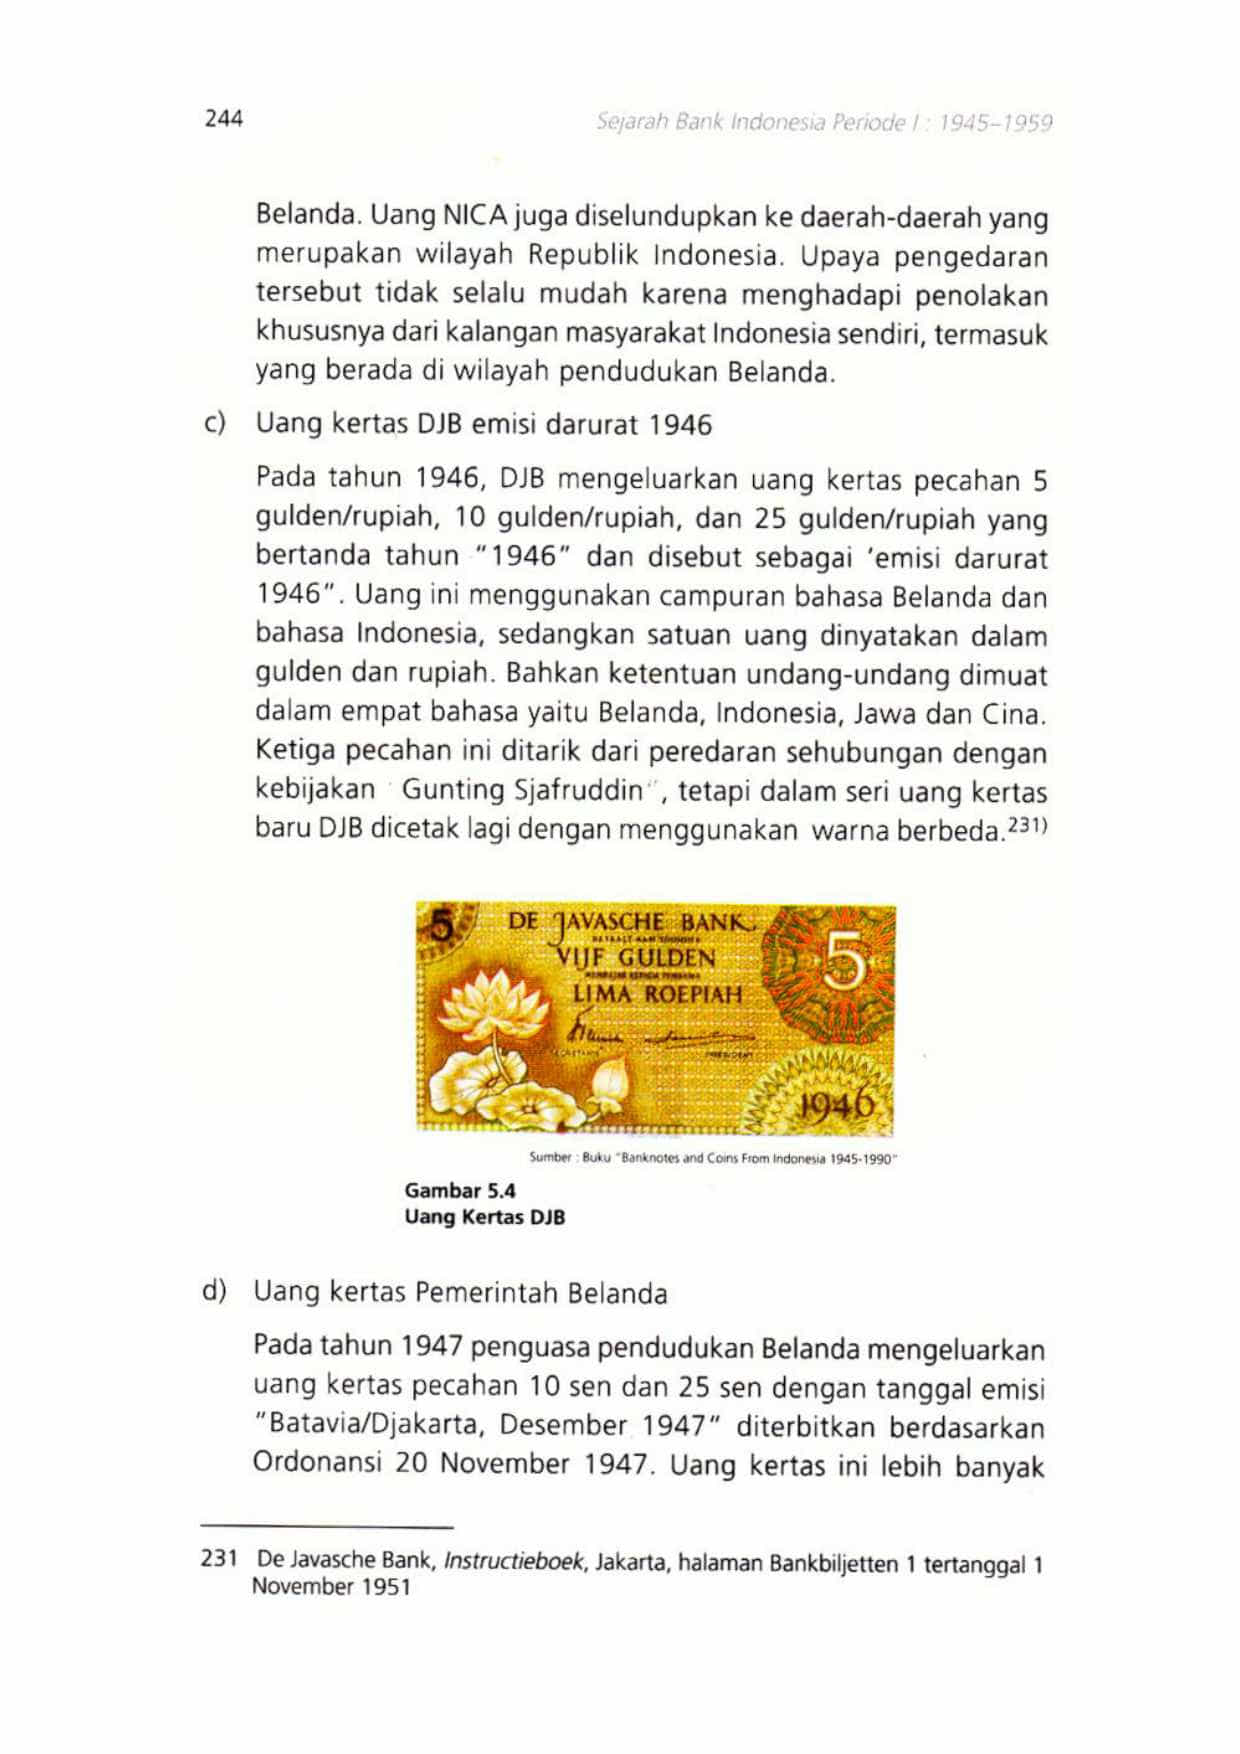 244
Sejarah Bank Indonesia Periode I : 1945–1959
Belanda. Uang NICA juga diselundupkan ke daerah-daerah yang
merupakan wilayah Republik Indonesia. Upaya pengedaran
tersebut tidak selalu mudah karena menghadapi penolakan
khususnya dari kalangan masyarakat Indonesia sendiri, termasuk
yang berada di wilayah pendudukan Belanda.
c) Uang kertas DJB emisi darurat 1946
Pada tahun 1946, DJB mengeluarkan uang kertas pecahan 5
gulden/rupiah, 10 gulden/rupiah, dan 25 gulden/rupiah yang
bertanda tahun “1946” dan disebut sebagai ‘emisi darurat
1946”. Uang ini menggunakan campuran bahasa Belanda dan
bahasa Indonesia, sedangkan satuan uang dinyatakan dalam
gulden dan rupiah. Bahkan ketentuan undang-undang dimuat
dalam empat bahasa yaitu Belanda, Indonesia, Jawa dan Cina.
Ketiga pecahan ini ditarik dari peredaran sehubungan dengan
kebijakan Gunting Sjafruddin”, tetapi dalam seri uang kertas
baru DJB dicetak lagi dengan menggunakan warna berbeda.231)
5
DE JAVASCHE BANK
BETAALT AAN TOONDER
VIJF GULDEN
LIMA ROEPIAH
5
SECRETARIS
PRESIDENT
1946
Sumber : Buku “Banknotes and Coins From Indonesia 1945-1990”
Gambar 5.4
Uang Kertas DJB
d) Uang kertas Pemerintah Belanda
Pada tahun 1947 penguasa pendudukan Belanda mengeluarkan
uang kertas pecahan 10 sen dan 25 sen dengan tanggal emisi
“Batavia/Djakarta, Desember 1947” diterbitkan berdasarkan
Ordonansi 20 November 1947. Uang kertas ini lebih banyak
231 De Javasche Bank, Instructieboek, Jakarta, halaman Bankbiljetten 1 tertanggal 1
November 1951